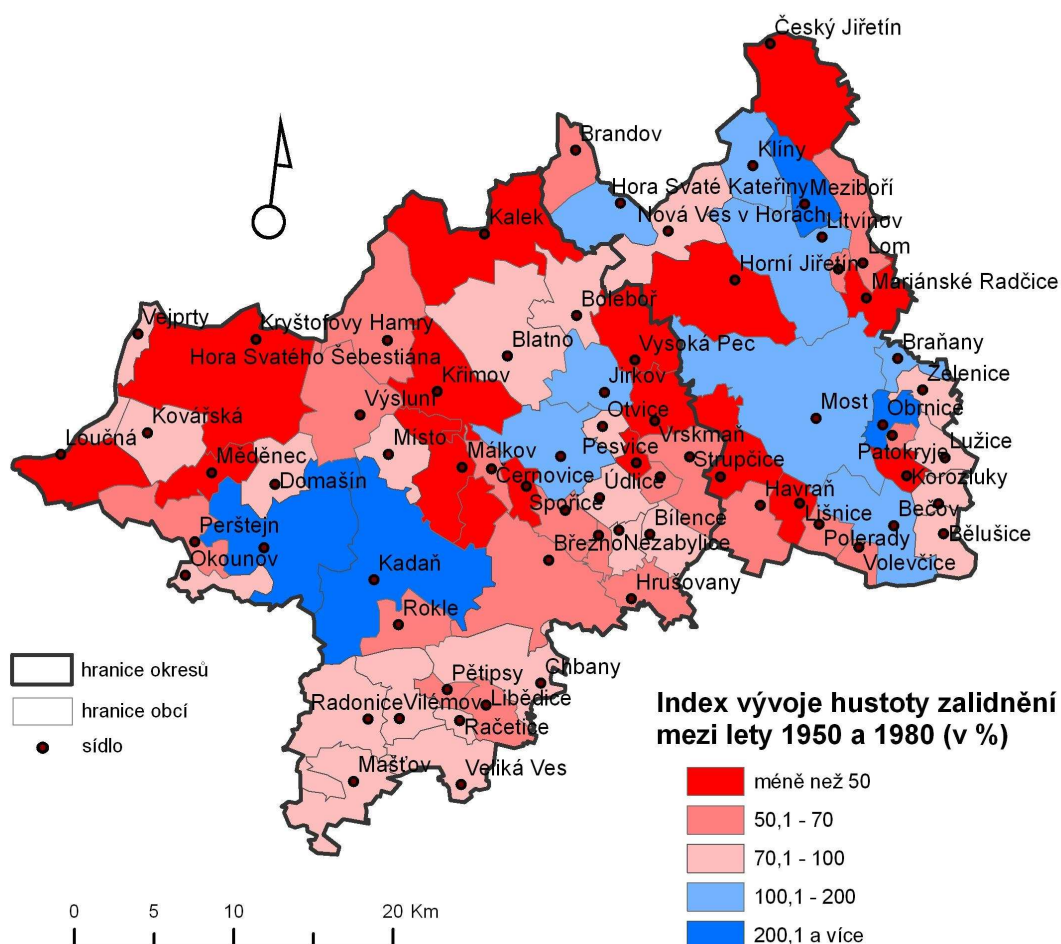 Český Jiřetín
Brandov
Klíny
Hora Svaté Kateřiny
Meziboří
Nová Ves v Horách
Litvínov
Kalek
Lom
Horní Jiřetín
Mariánské Radčice
Boleboř
Vejprty
Kryštofovy Hamry
Hora Svatého Šebestiána
Blatno
Vysoká Pec
Braňany
Křimov
Jirkov
Zelenice
Výsluní
Otvice
Most
Obrnice
Kovářská
Loučná
Místo
Málkov
Pesvice
Vrskmaň
Patokryje
Lužice
Měděnec
Domašín
Černovice
Strupčice
Korozluky
Údlice
Spořice
Havraň
Lišnice
Bečov
Perštejn
Bílence
Bělušice
Okounov
Březno
Nezabylice
Polerady
Volevčice
Kadaň
Hrušovany
Rokle
Pětipsy
Chbany
Radonice
Vilémov
Libědice
Račetice
Mašťov
Veliká Ves
hranice okresů
hranice obcí
sídlo
Index vývoje hustoty zalidnění
mezi lety 1950 a 1980 (v %)
méně než 50
50,1 - 70
70,1 - 100
100,1 - 200
200,1 a více
0 5 10 20 Km